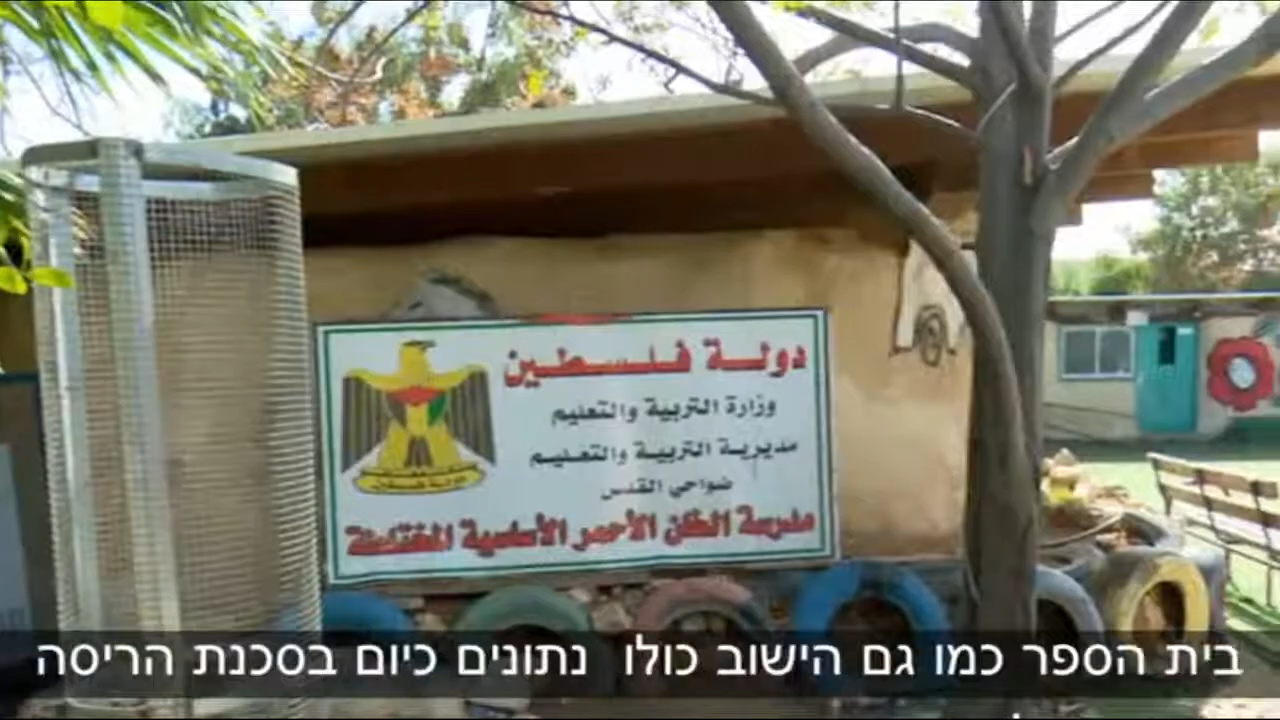 دولة فلسطين
وزارة التربية والتعليم
مديرية التربية والتعليم
ضواحي القدس
مدرسة الخان الأحمر الأساسية المختلطة
בית הספר כמו גם הישוב כולו נתונים כיום בסכנת הריסה